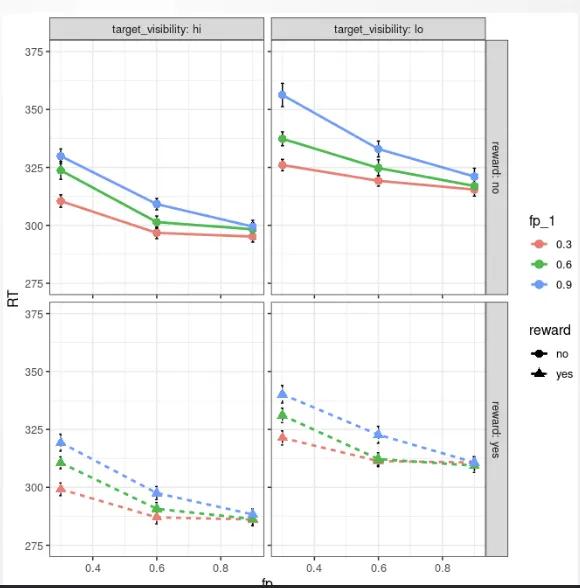 target_visibility: hi
target_visibility: lo
375
350
325
300
275
reward: no
RT
375
350
325
300
275
reward: yes
0.4
0.6
0.8
0.4
0.6
0.8
fp
fp_1
0.3
0.6
0.9
reward
no
yes